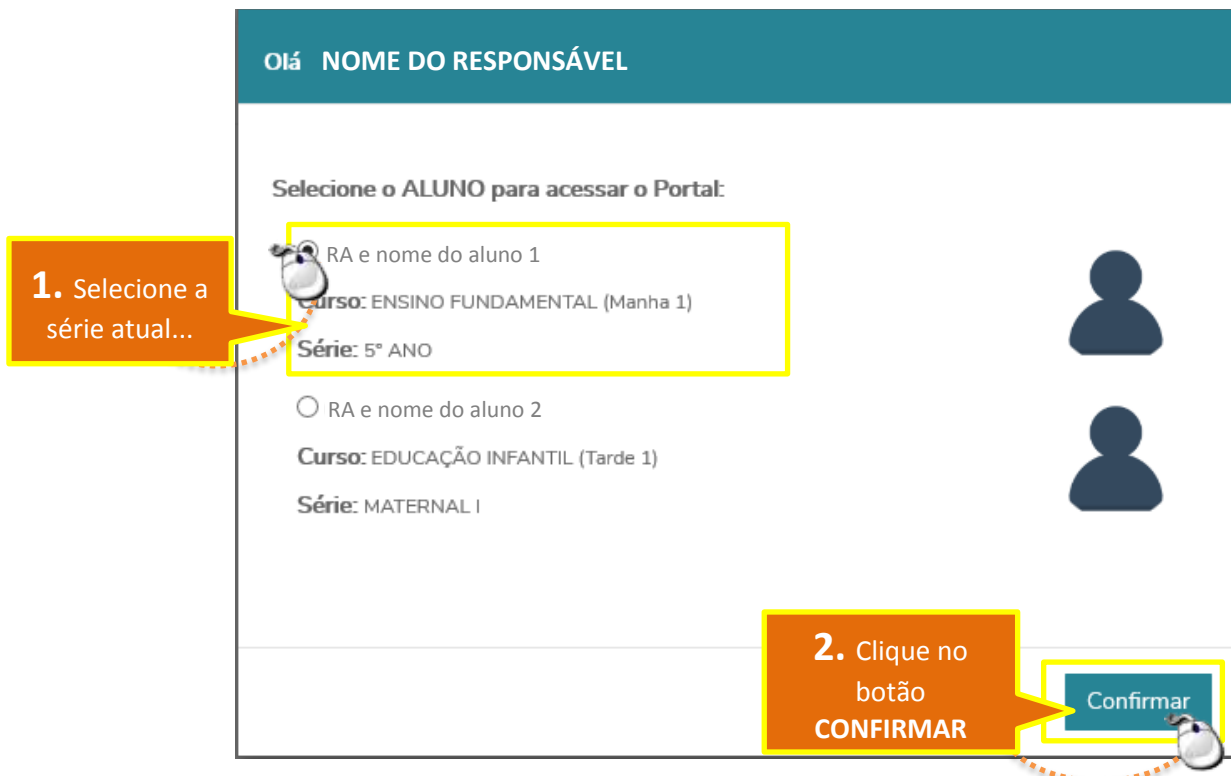 Olá NOME DO RESPONSÁVEL
Selecione o ALUNO para acessar o Portal:
RA e nome do aluno 1
Curso: ENSINO FUNDAMENTAL (Manha 1)
Série: 5º ANO
1. Selecione a
série atual...
RA e nome do aluno 2
Curso: EDUCAÇÃO INFANTIL (Tarde 1)
Série: MATERNAL I
2. Clique no
botão
CONFIRMAR
Confirmar